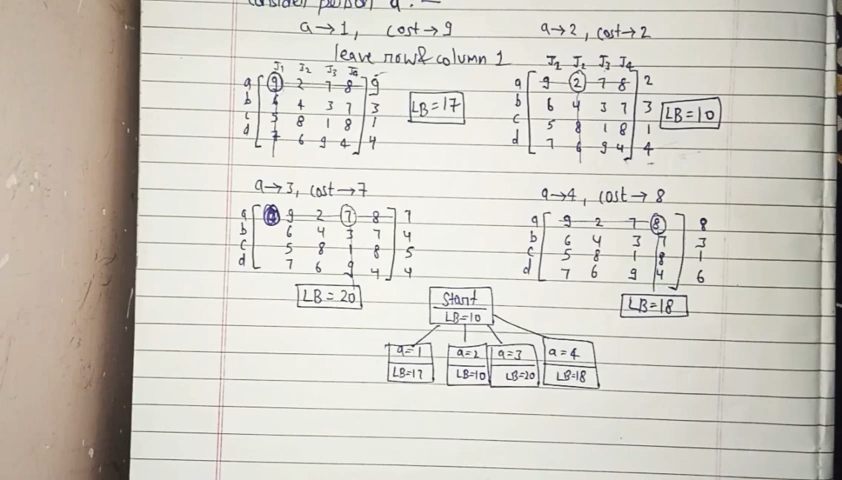 consider person a : -
a → 1 , cost → 9
a → 2 , cost → 2
leave row & column 1
J1 J2 J3 J4
a 9 2 7 8 9
b 6 4 3 7 3
c 5 8 1 8 1
d 7 6 9 4 4
LB = 17
J1 J2 J3 J4
a 9 2 7 8 2
b 6 4 3 7 3
c 5 8 1 8 1
d 7 6 9 4 4
LB = 10
a → 3, cost → 7
a → 4, cost → 8
a 9 2 7 8 7
b 6 4 3 7 4
c 5 8 1 8 5
d 7 6 9 4 4
LB = 20
a 9 2 7 8 8
b 6 4 3 7 3
c 5 8 1 8 1
d 7 6 9 4 6
LB = 18
Start
LB=10
a=1
LB=17
a=2
LB=10
a=3
LB=20
a=4
LB=18